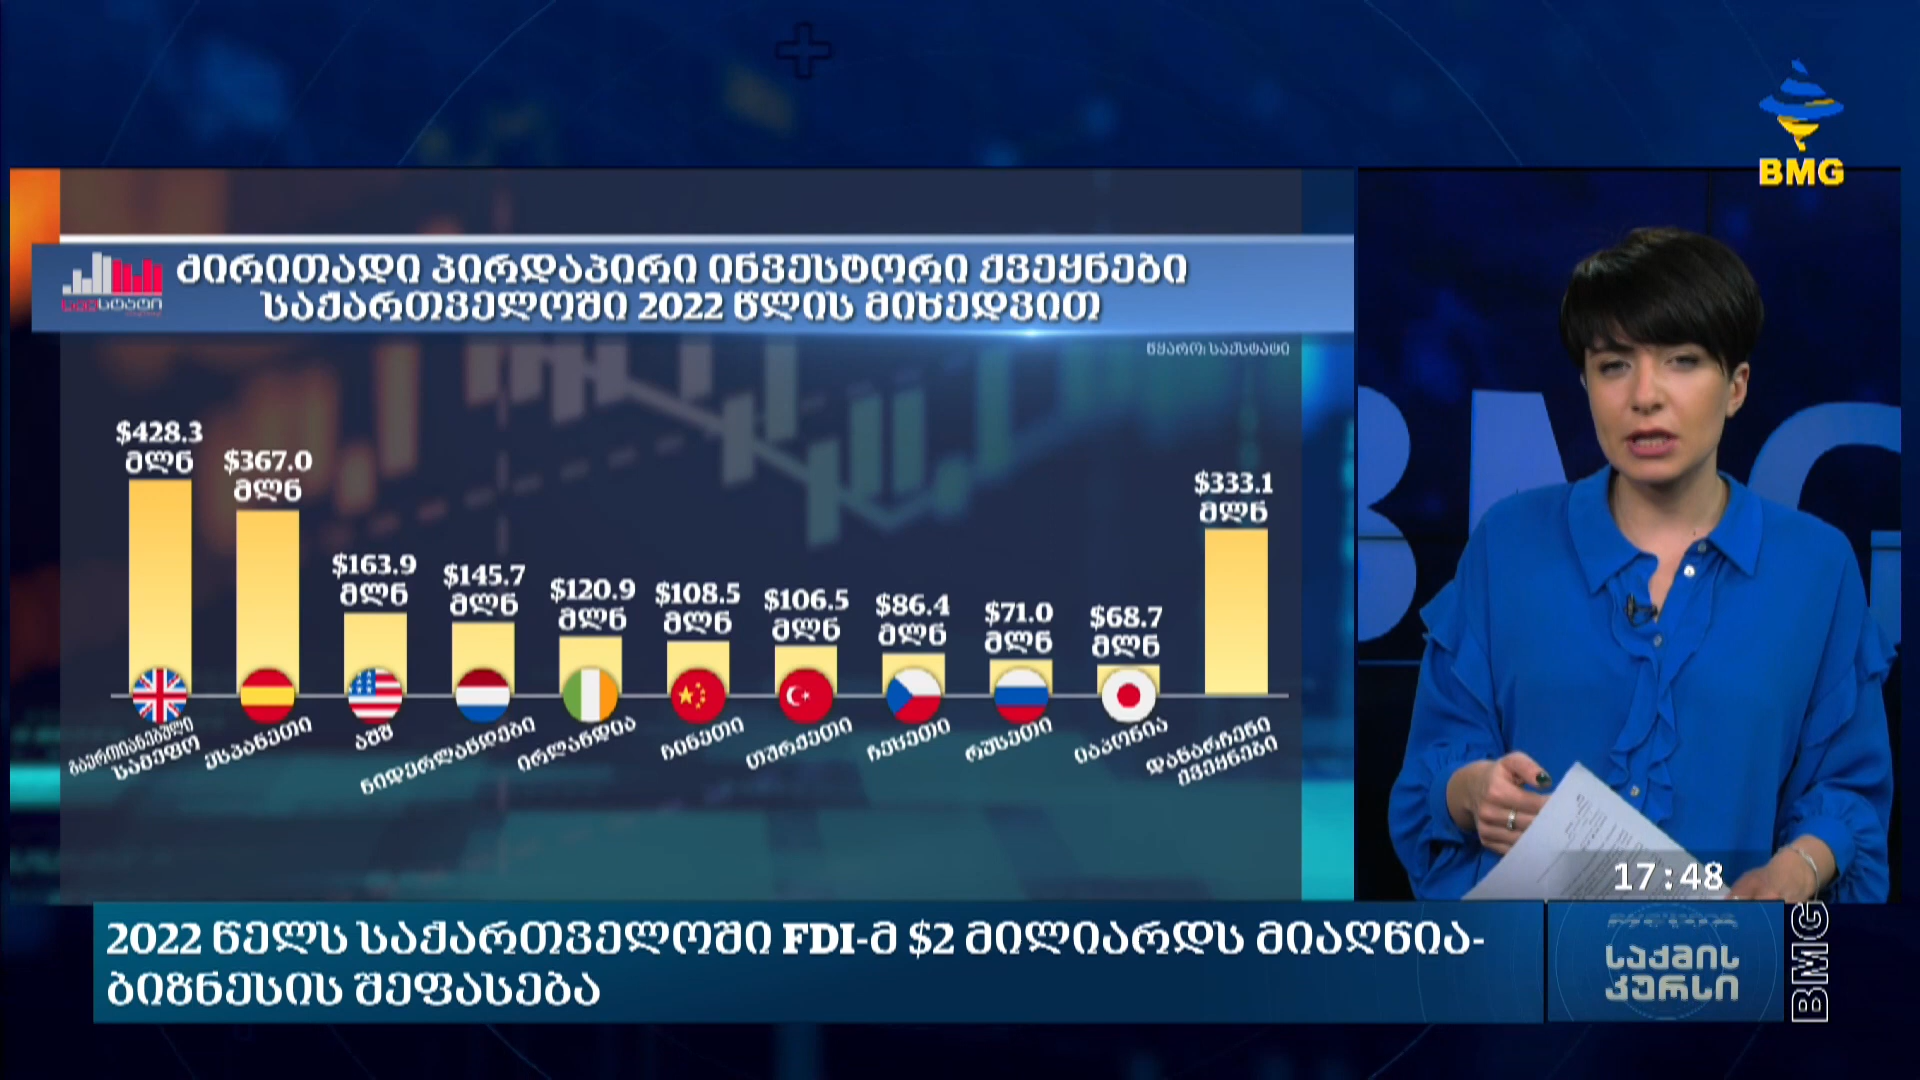 BMG
საქსტატი
ძირითადი პირდაპირი ინვესტორი ქვეყნები
საქართველოში 2022 წლის მიხედვით
წყარო: საქსტატი
$428.3
მლნ
$367.0
მლნ
$163.9
მლნ
$145.7
მლნ
$120.9
მლნ
$108.5
მლნ
$106.5
მლნ
$86.4
მლნ
$71.0
მლნ
$68.7
მლნ
$333.1
მლნ
გაერთიანებული
სამეფო
ესპანეთი
აშშ
ნიდერლანდები
ირლანდია
ჩინეთი
თურქეთი
ჩეხეთი
რუსეთი
იაპონია
დანარჩენი
ქვეყნები
17:48
2022 წელს საქართველოში FDI-მ $2 მილიარდს მიაღწია-
ბიზნესის შეფასება
საქმის
კურსი
BMG